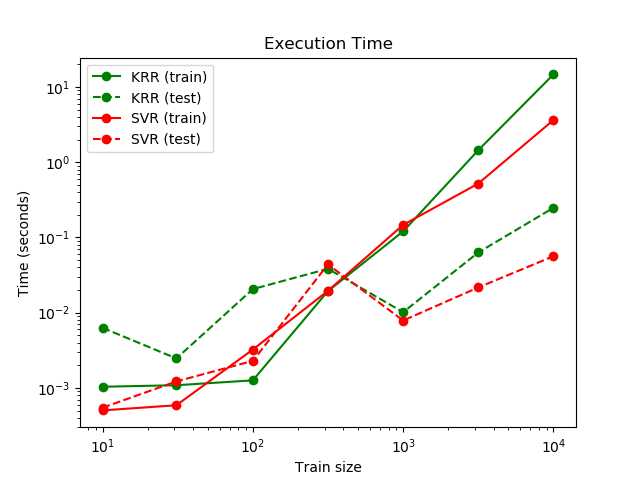 Execution Time
KRR (train)
KRR (test)
SVR (train)
SVR (test)
Time (seconds)
10¹
10⁰
10⁻¹
10⁻²
10⁻³
10¹ 10² 10³ 10⁴
Train size